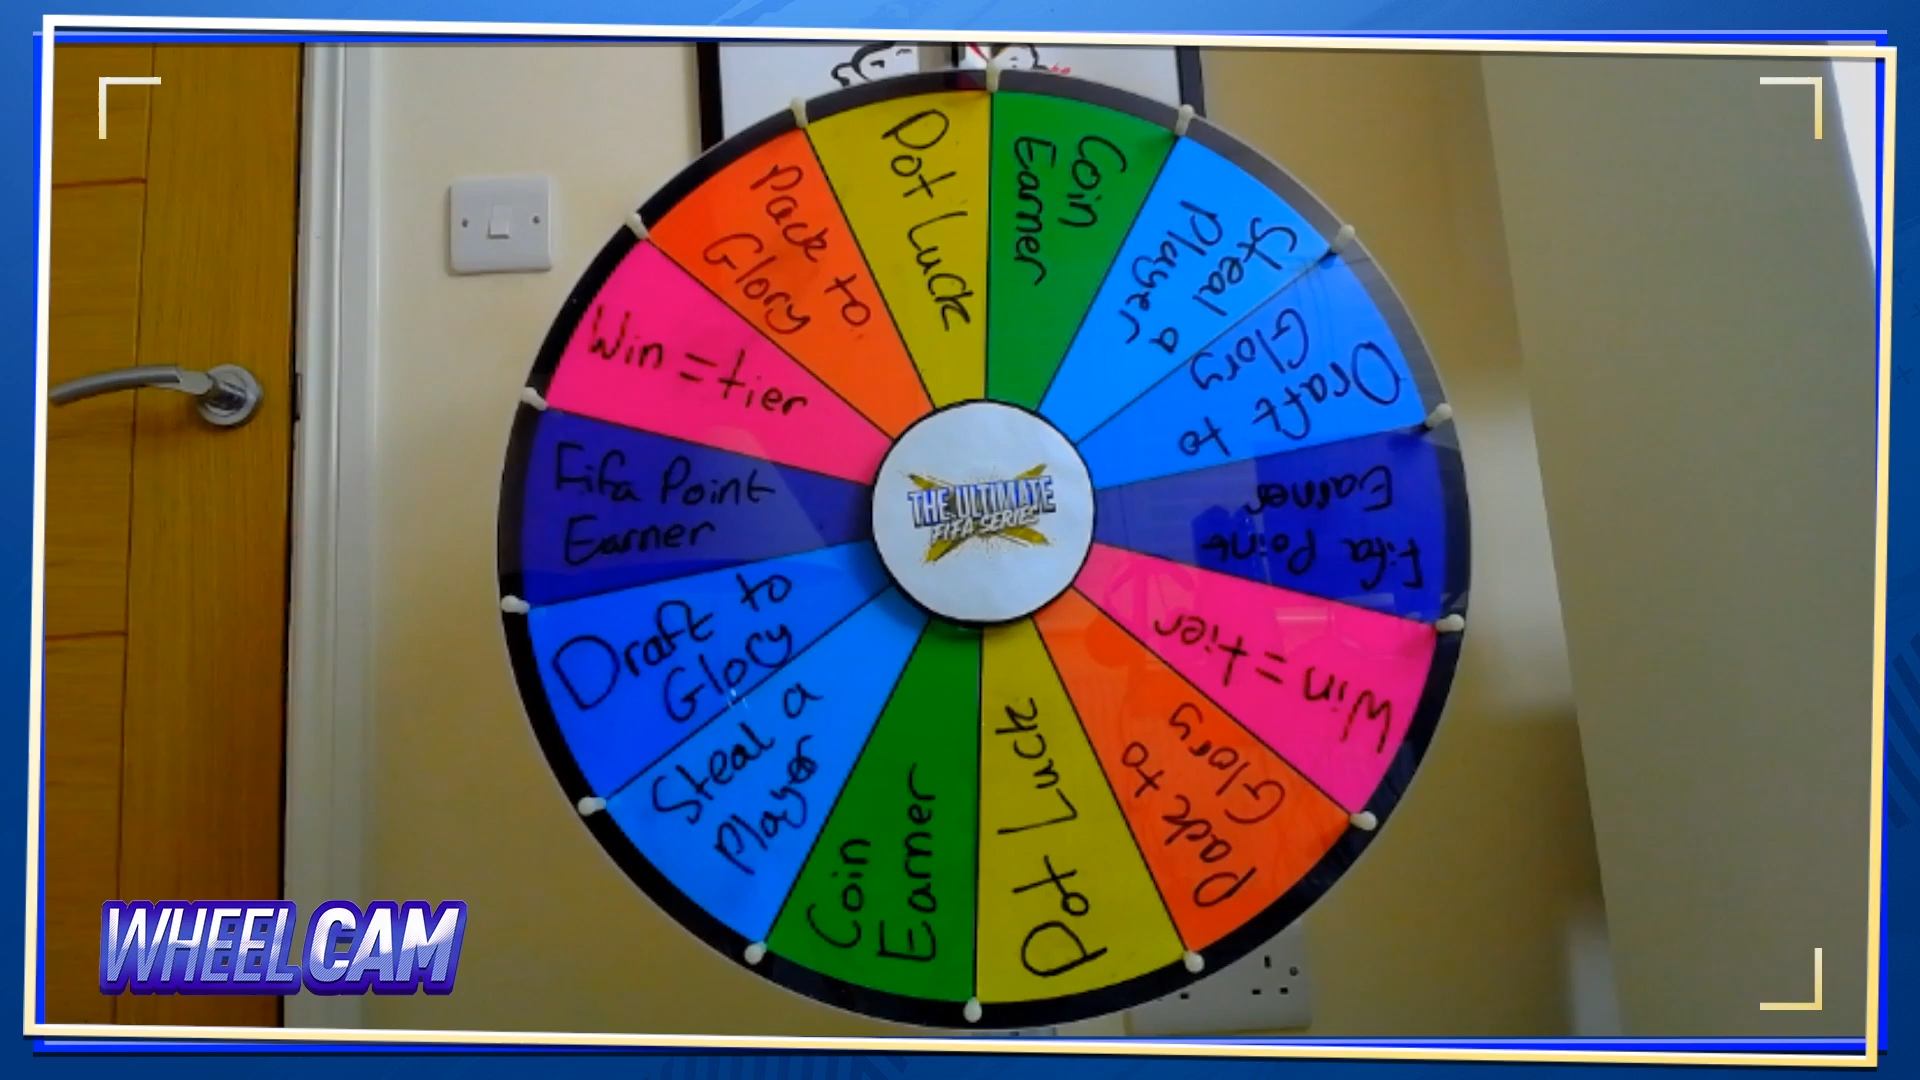 Pot Luck
Coin
Earner
Steal a
Player
Draft to
Glory
Fifa Point
Earner
Win = tier
Pack to
Glory
Pot Luck
Coin
Earner
Steal a
Player
Draft to
Glory
Fifa Point
Earner
Win = tier
Pack to
Glory
THE ULTIMATE
FIFA SERIES
WHEEL CAM